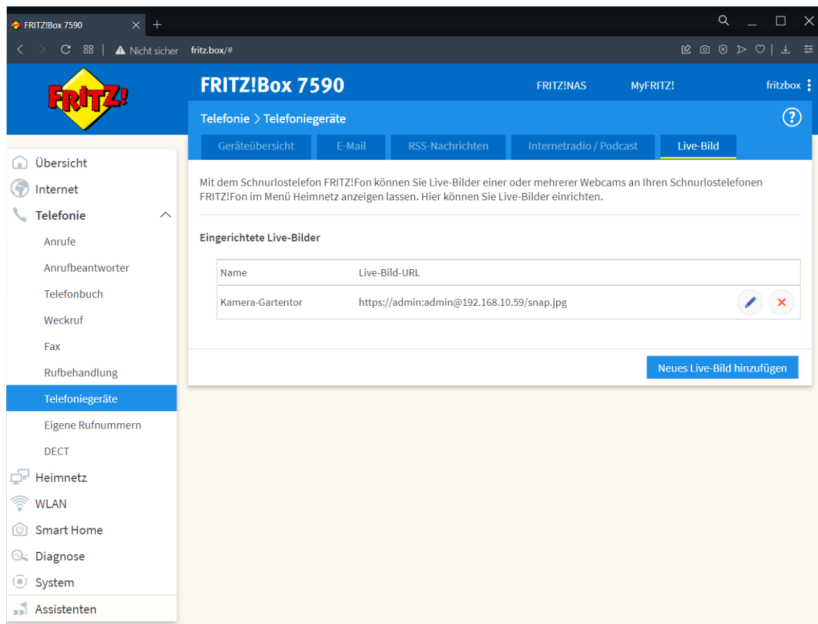 FRITZ!Box 7590
Nicht sicher fritz.box/#
FRITZ!
FRITZ!Box 7590
FRITZ!NAS
MyFRITZ!
fritzbox
Telefonie > Telefoniegeräte
?
Geräteübersicht
E-Mail
RSS-Nachrichten
Internetradio / Podcast
Live-Bild
Übersicht
Internet
Telefonie
Anrufe
Anrufbeantworter
Telefonbuch
Weckruf
Fax
Rufbehandlung
Telefoniegeräte
Eigene Rufnummern
DECT
Heimnetz
WLAN
Smart Home
Diagnose
System
Assistenten
Mit dem Schnurlostelefon FRITZ!Fon können Sie Live-Bilder einer oder mehrerer Webcams an Ihren Schnurlostelefonen
FRITZ!Fon im Menü Heimnetz anzeigen lassen. Hier können Sie Live-Bilder einrichten.
Eingerichtete Live-Bilder
Name Live-Bild-URL
Kamera-Gartentor https://admin:admin@192.168.10.59/snap.jpg
Neues Live-Bild hinzufügen